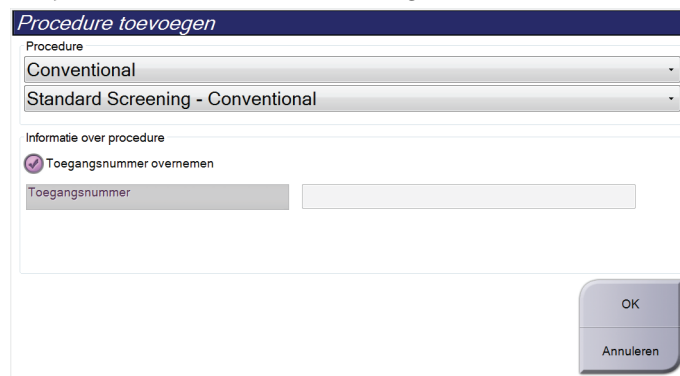 Procedure toevoegen
Procedure
Conventional
Standard Screening - Conventional
Informatie over procedure
Toegangsnummer overnemen
Toegangsnummer
OK
Annuleren